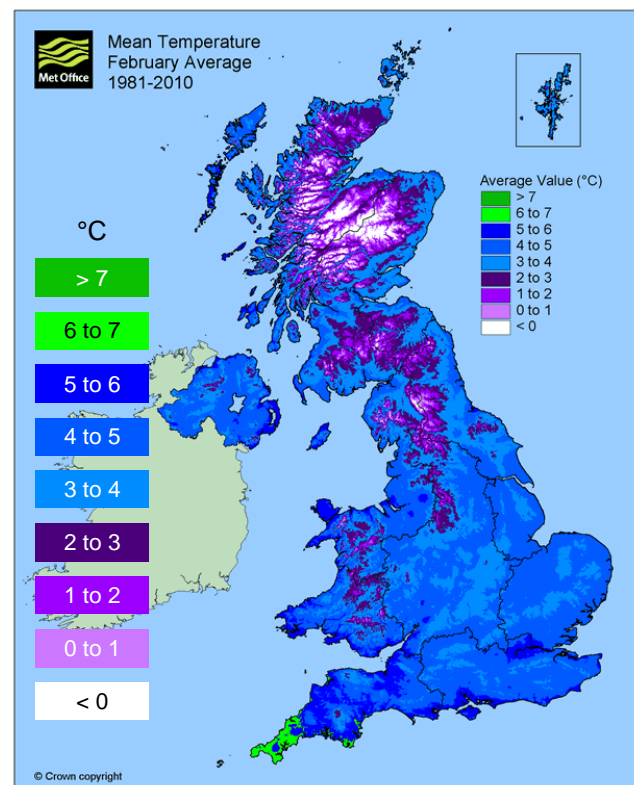 Met Office
Mean Temperature
February Average
1981-2010
°C
> 7
6 to 7
5 to 6
4 to 5
3 to 4
2 to 3
1 to 2
0 to 1
< 0
Average Value (°C)
> 7
6 to 7
5 to 6
4 to 5
3 to 4
2 to 3
1 to 2
0 to 1
< 0
© Crown copyright